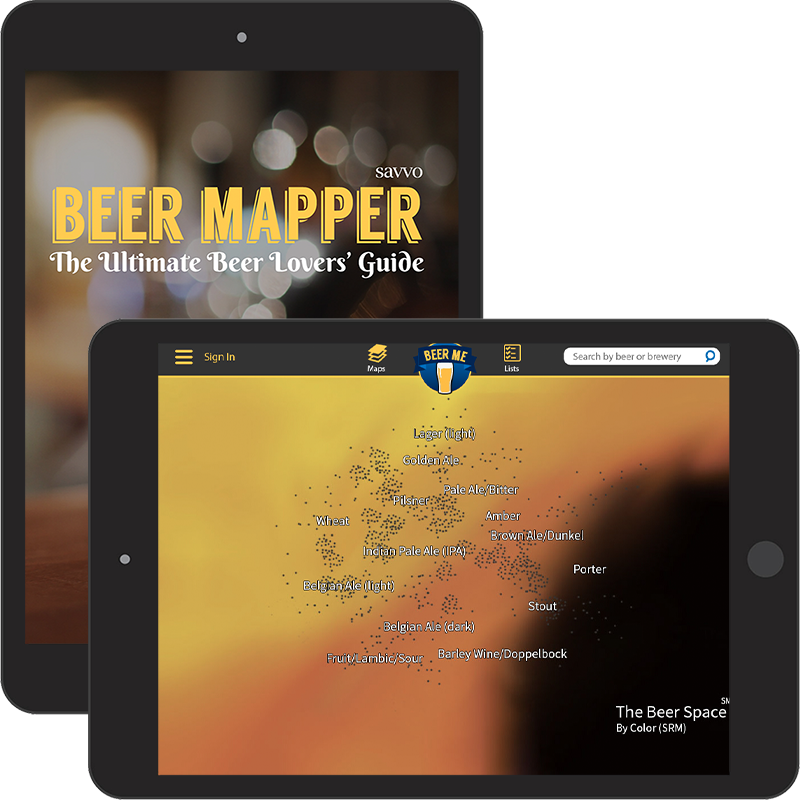 savvo
BEER MAPPER
The Ultimate Beer Lovers' Guide
Sign In
Maps
BEER ME
Lists
Search by beer or brewery
Lager (light)
Golden Ale
Pale Ale/Bitter
Pilsner
Amber
Wheat
Brown Ale/Dunkel
Indian Pale Ale (IPA)
Porter
Belgian Ale (light)
Stout
Belgian Ale (dark)
Barley Wine/Doppelbock
Fruit/Lambic/Sour
The Beer Space SM
By Color (SRM)